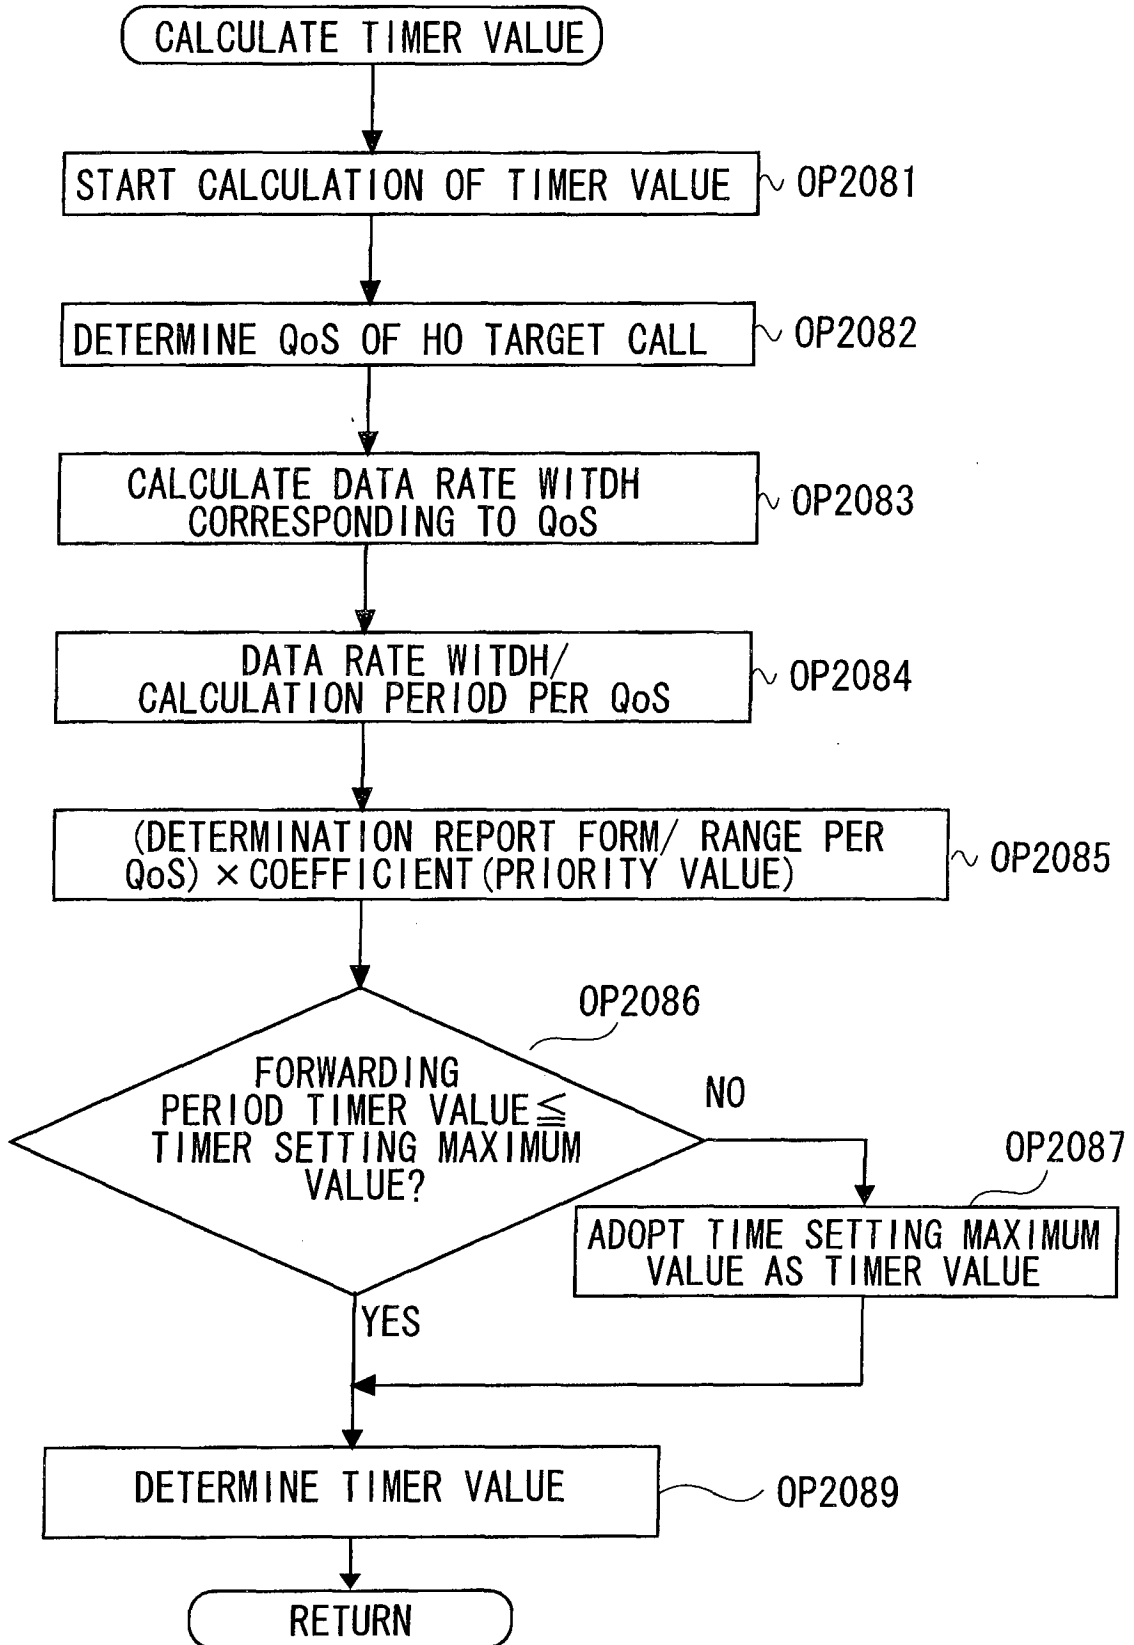 CALCULATE TIMER VALUE
START CALCULATION OF TIMER VALUE
OP2081
DETERMINE QoS OF HO TARGET CALL
OP2082
CALCULATE DATA RATE WITDH
CORRESPONDING TO QoS
OP2083
DATA RATE WITDH/
CALCULATION PERIOD PER QoS
OP2084
(DETERMINATION REPORT FORM/ RANGE PER
QoS) × COEFFICIENT (PRIORITY VALUE)
OP2085
OP2086
FORWARDING
PERIOD TIMER VALUE ≦
TIMER SETTING MAXIMUM
VALUE?
NO
OP2087
ADOPT TIME SETTING MAXIMUM
VALUE AS TIMER VALUE
YES
DETERMINE TIMER VALUE
OP2089
RETURN